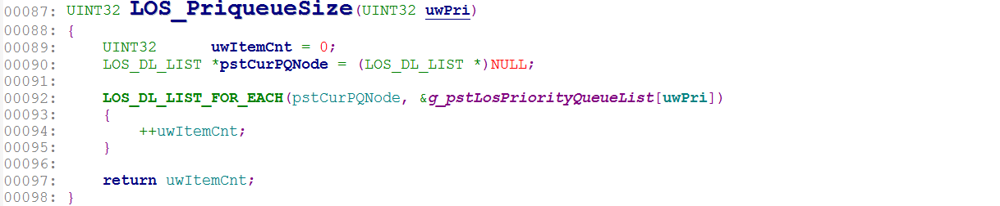 00087: UINT32 LOS_PriqueueSize(UINT32 uwPri)
00088: {
00089:     UINT32      uwItemCnt = 0;
00090:     LOS_DL_LIST *pstCurPQNode = (LOS_DL_LIST *)NULL;
00091:
00092:     LOS_DL_LIST_FOR_EACH(pstCurPQNode, &g_pstLosPriorityQueueList[uwPri])
00093:     {
00094:         ++uwItemCnt;
00095:     }
00096:
00097:     return uwItemCnt;
00098: }